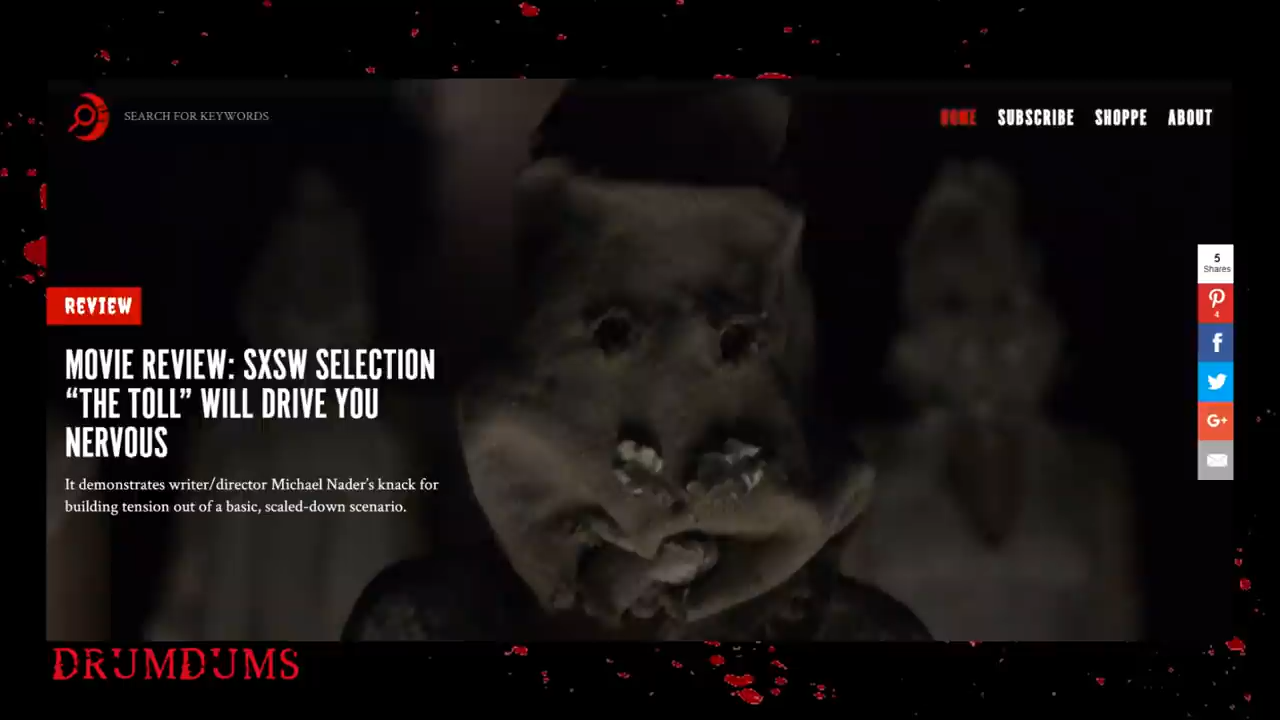 SEARCH FOR KEYWORDS
HOME SUBSCRIBE SHOPPE ABOUT
5
Shares
4
REVIEW
MOVIE REVIEW: SXSW SELECTION
“THE TOLL” WILL DRIVE YOU
NERVOUS
It demonstrates writer/director Michael Nader’s knack for
building tension out of a basic, scaled-down scenario.
G+
DRUMDUMS